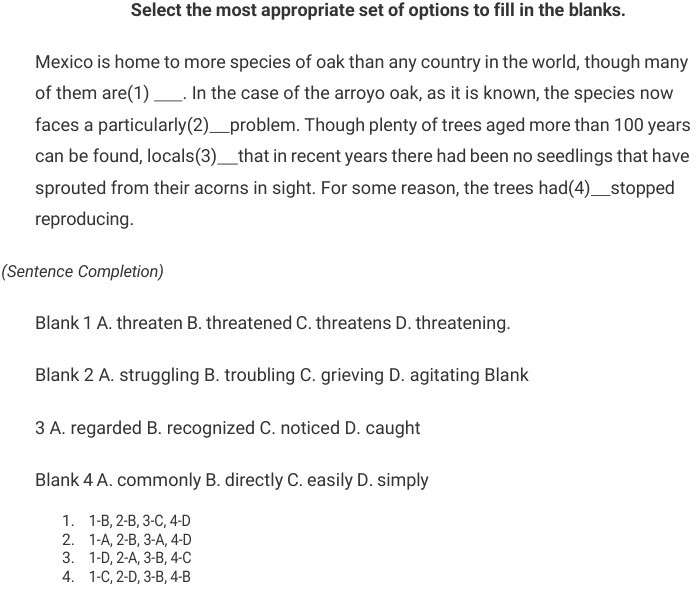 Select the most appropriate set of options to fill in the blanks.
Mexico is home to more species of oak than any country in the world, though many
of them are(1) ___. In the case of the arroyo oak, as it is known, the species now
faces a particularly(2)__problem. Though plenty of trees aged more than 100 years
can be found, locals(3)__that in recent years there had been no seedlings that have
sprouted from their acorns in sight. For some reason, the trees had(4)__stopped
reproducing.
(Sentence Completion)
Blank 1 A. threaten B. threatened C. threatens D. threatening.
Blank 2 A. struggling B. troubling C. grieving D. agitating Blank
3 A. regarded B. recognized C. noticed D. caught
Blank 4 A. commonly B. directly C. easily D. simply
1. 1-B, 2-B, 3-C, 4-D
2. 1-A, 2-B, 3-A, 4-D
3. 1-D, 2-A, 3-B, 4-C
4. 1-C, 2-D, 3-B, 4-B